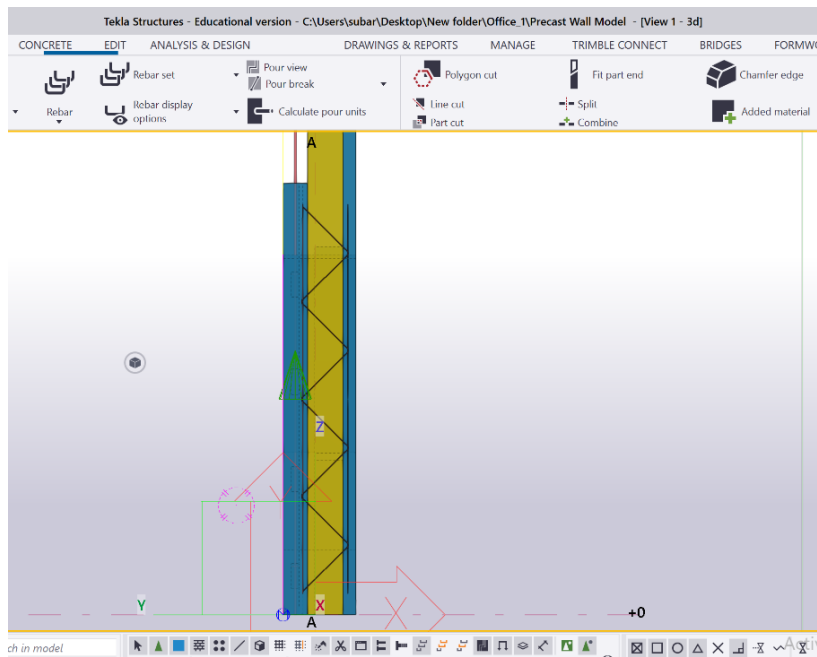 Tekla Structures - Educational version - C:\Users\subar\Desktop\New folder\Office_1\Precast Wall Model - [View 1 - 3d]
CONCRETE EDIT ANALYSIS & DESIGN DRAWINGS & REPORTS MANAGE TRIMBLE CONNECT BRIDGES FORMWO
Rebar
Rebar set
Rebar display
options
Pour view
Pour break
Calculate pour units
Polygon cut
Line cut
Part cut
Fit part end
Split
Combine
Chamfer edge
Added material
A
Z
Y
X
X
+0
A
ch in model
Activ